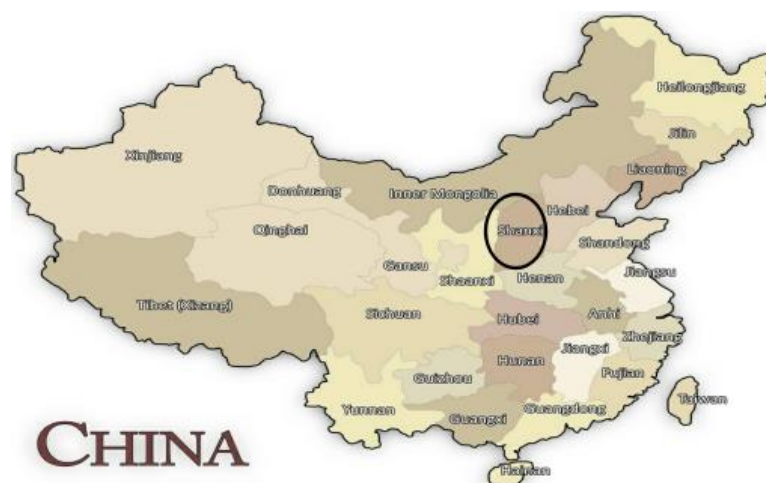 Heilongjiang
Jilin
Xinjiang
Liaoning
Donhuang
Inner Mongolia
Hebei
Qinghai
Shanxi
Shandong
Gansu
Shaanxi
Henan
Jiangsu
Tibet (Xizang)
Sichuan
Hubei
Anhi
Zhejiang
Jiangxi
Hunan
Guizhou
Fujian
Taiwan
Yunnan
Guangxi
Guangdong
CHINA
Hainan